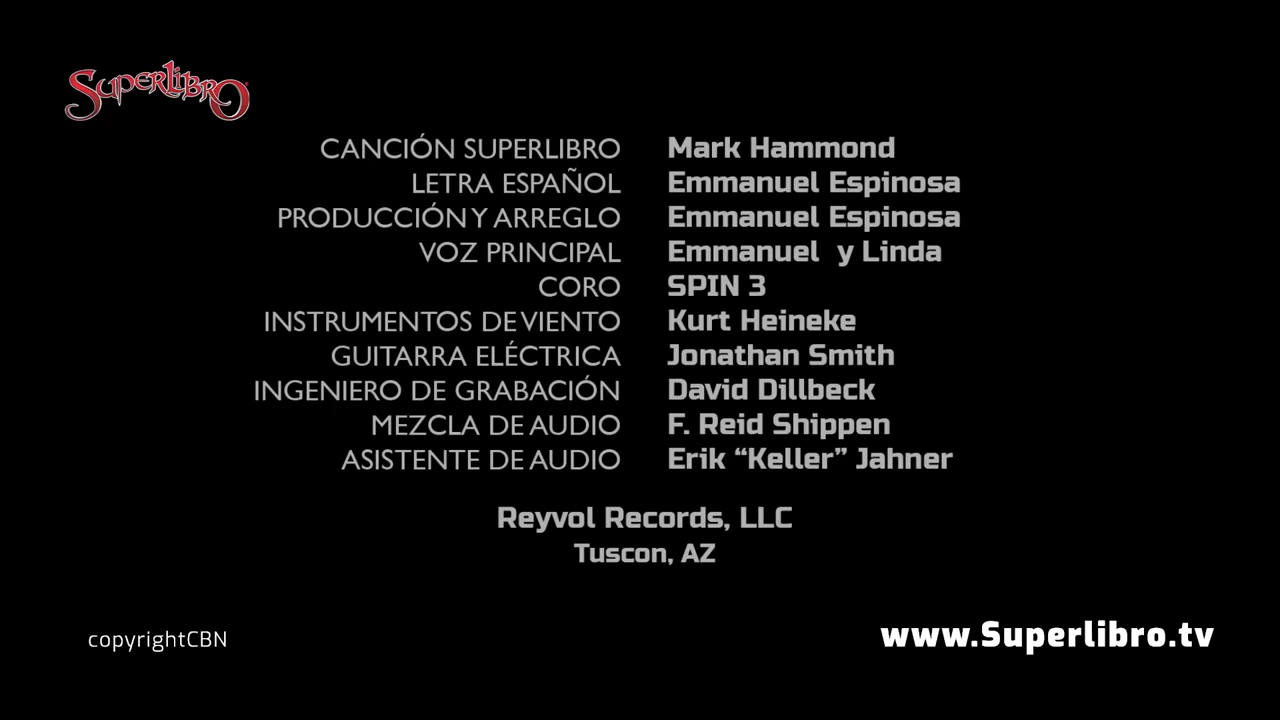 SUPERLIBRO
CANCIÓN SUPERLIBRO Mark Hammond
LETRA ESPAÑOL Emmanuel Espinosa
PRODUCCIÓN Y ARREGLO Emmanuel Espinosa
VOZ PRINCIPAL Emmanuel y Linda
CORO SPIN 3
INSTRUMENTOS DE VIENTO Kurt Heineke
GUITARRA ELÉCTRICA Jonathan Smith
INGENIERO DE GRABACIÓN David Dillbeck
MEZCLA DE AUDIO F. Reid Shippen
ASISTENTE DE AUDIO Erik “Keller” Jahner
Reyvol Records, LLC
Tuscon, AZ
copyrightCBN
www.Superlibro.tv